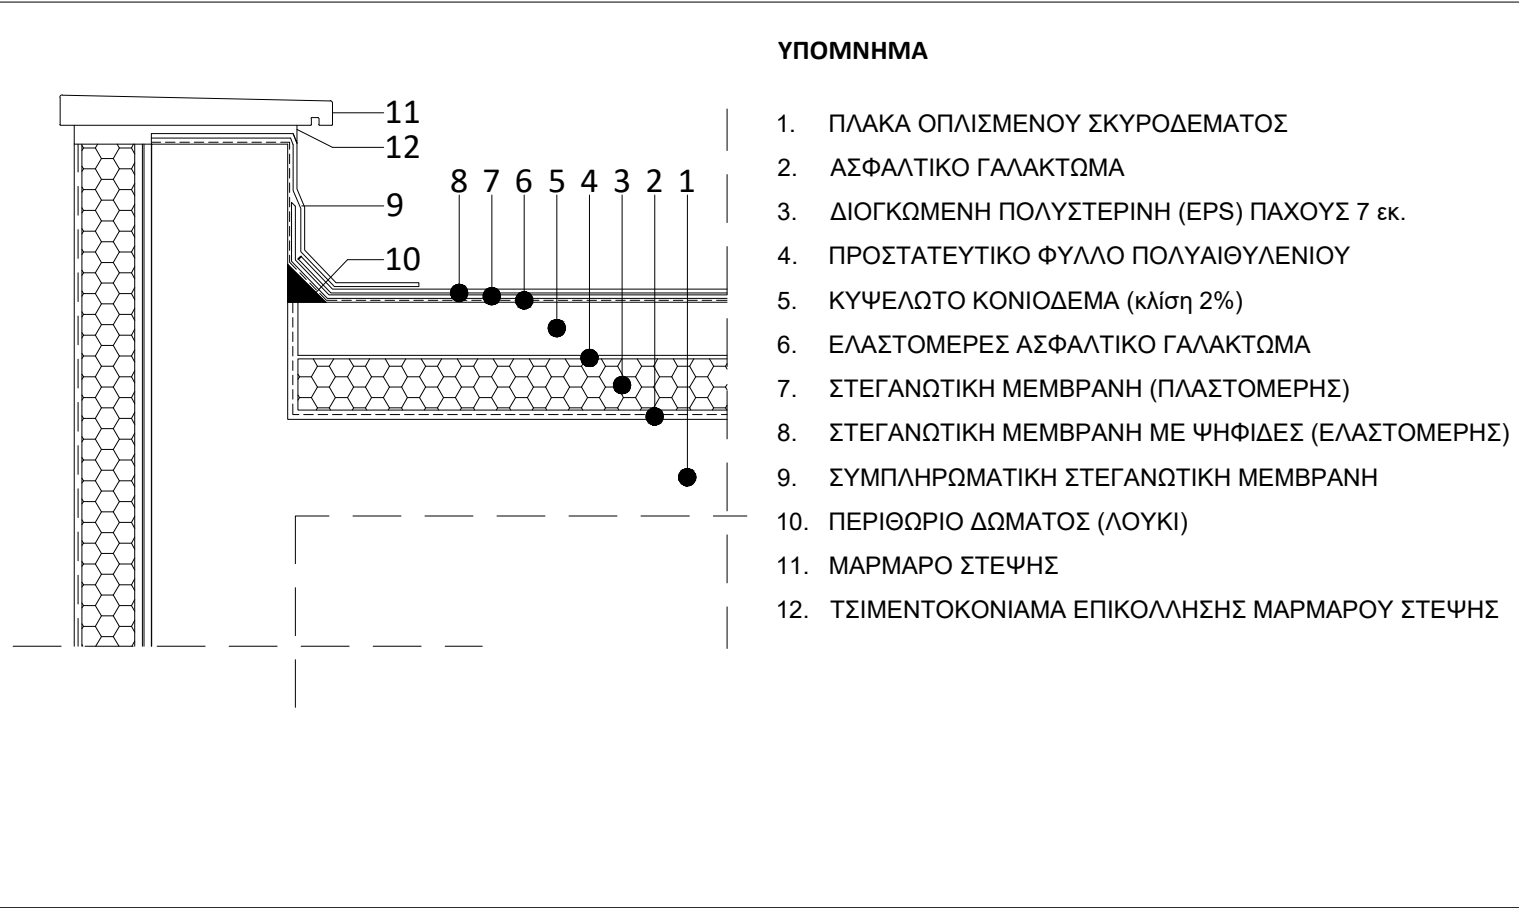 ΥΠΟΜΝΗΜΑ
11
12
8 7 6 5 4 3 2 1
9
10
1. ΠΛΑΚΑ ΟΠΛΙΣΜΕΝΟΥ ΣΚΥΡΟΔΕΜΑΤΟΣ
2. ΑΣΦΑΛΤΙΚΟ ΓΑΛΑΚΤΩΜΑ
3. ΔΙΟΓΚΩΜΕΝΗ ΠΟΛΥΣΤΕΡΙΝΗ (EPS) ΠΑΧΟΥΣ 7 εκ.
4. ΠΡΟΣΤΑΤΕΥΤΙΚΟ ΦΥΛΛΟ ΠΟΛΥΑΙΘΥΛΕΝΙΟΥ
5. ΚΥΨΕΛΩΤΟ ΚΟΝΙΟΔΕΜΑ (κλίση 2%)
6. ΕΛΑΣΤΟΜΕΡΕΣ ΑΣΦΑΛΤΙΚΟ ΓΑΛΑΚΤΩΜΑ
7. ΣΤΕΓΑΝΩΤΙΚΗ ΜΕΜΒΡΑΝΗ (ΠΛΑΣΤΟΜΕΡΗΣ)
8. ΣΤΕΓΑΝΩΤΙΚΗ ΜΕΜΒΡΑΝΗ ΜΕ ΨΗΦΙΔΕΣ (ΕΛΑΣΤΟΜΕΡΗΣ)
9. ΣΥΜΠΛΗΡΩΜΑΤΙΚΗ ΣΤΕΓΑΝΩΤΙΚΗ ΜΕΜΒΡΑΝΗ
10. ΠΕΡΙΘΩΡΙΟ ΔΩΜΑΤΟΣ (ΛΟΥΚΙ)
11. ΜΑΡΜΑΡΟ ΣΤΕΨΗΣ
12. ΤΣΙΜΕΝΤΟΚΟΝΙΑΜΑ ΕΠΙΚΟΛΛΗΣΗΣ ΜΑΡΜΑΡΟΥ ΣΤΕΨΗΣ